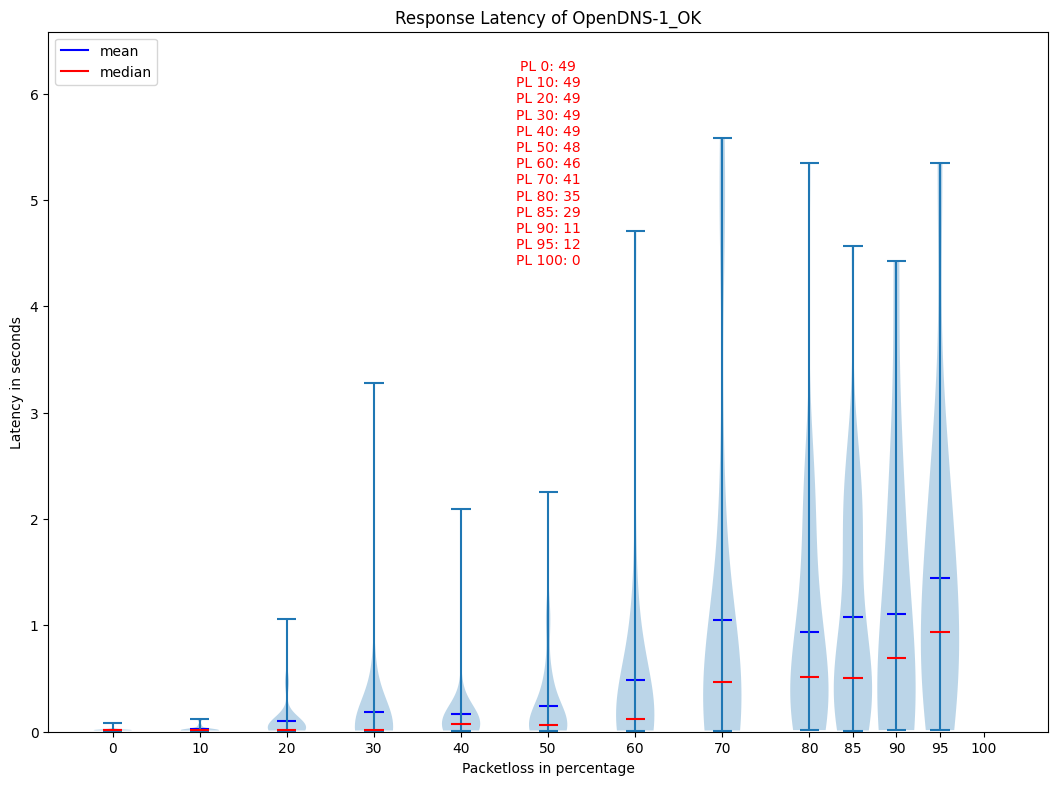 Response Latency of OpenDNS-1_OK
mean
median
PL 0: 49
PL 10: 49
PL 20: 49
PL 30: 49
PL 40: 49
PL 50: 48
PL 60: 46
PL 70: 41
PL 80: 35
PL 85: 29
PL 90: 11
PL 95: 12
PL 100: 0
Latency in seconds
6
5
4
3
2
1
0
0 10 20 30 40 50 60 70 80 85 90 95 100
Packetloss in percentage